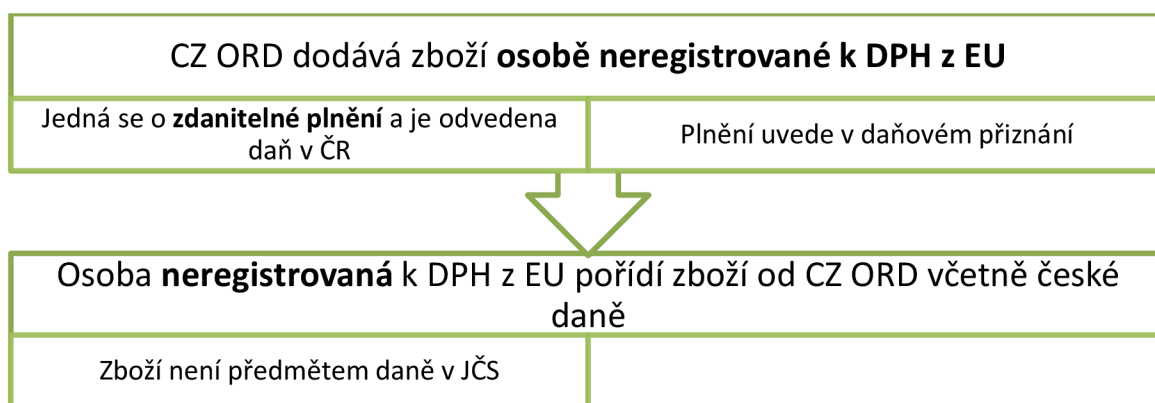 CZ ORD dodává zboží osobě neregistrované k DPH z EU
Jedná se o zdanitelné plnění a je odvedena
daň v ČR
Plnění uvede v daňovém přiznání
Osoba neregistrovaná k DPH z EU pořídí zboží od CZ ORD včetně české
daně
Zboží není předmětem daně v JČS